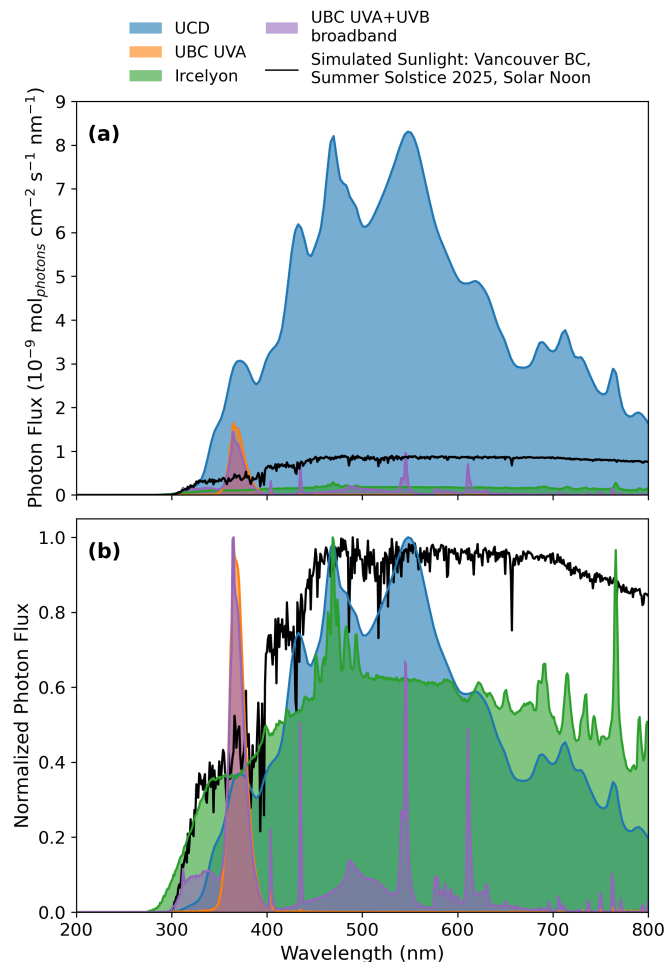 UCD
UBC UVA
Ircelyon
UBC UVA+UVB
broadband
Simulated Sunlight: Vancouver BC,
Summer Solstice 2025, Solar Noon
(a)
Photon Flux (10⁻⁹ mol_photons cm⁻² s⁻¹ nm⁻¹)
9
8
7
6
5
4
3
2
1
0
(b)
Normalized Photon Flux
1.0
0.8
0.6
0.4
0.2
0.0
200 300 400 500 600 700 800
Wavelength (nm)